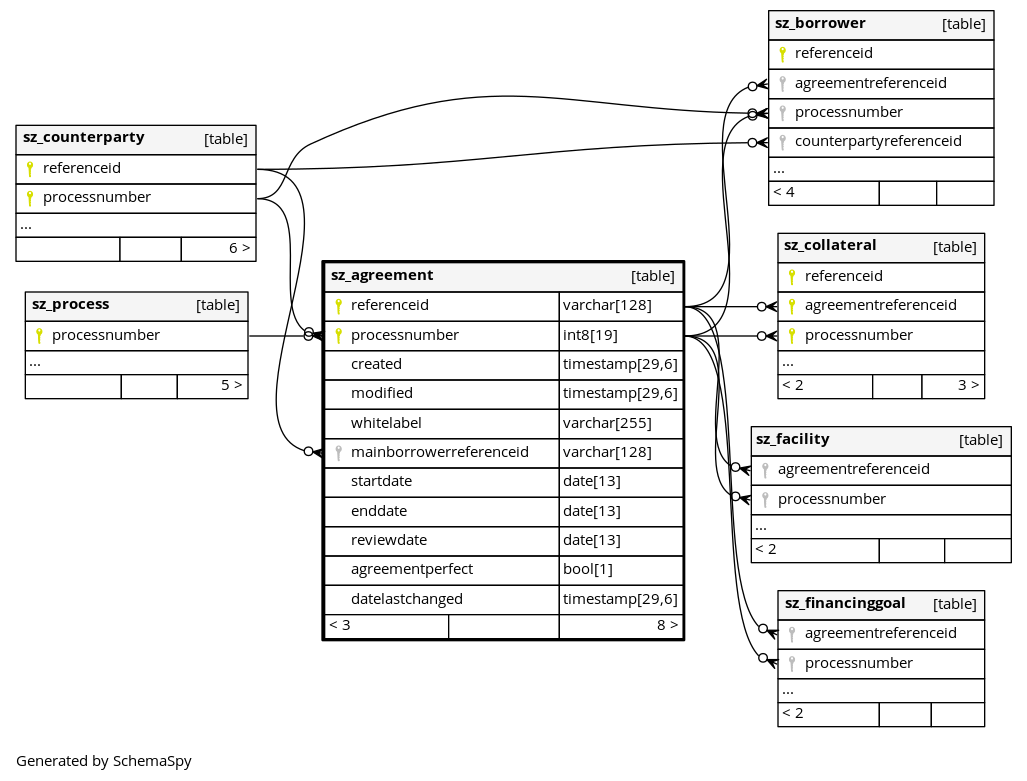 sz_borrower [table]
referenceid
agreementreferenceid
processnumber
counterpartyreferenceid
...
< 4
sz_counterparty [table]
referenceid
processnumber
...
6 >
sz_process [table]
processnumber
...
5 >
sz_agreement [table]
referenceid varchar[128]
processnumber int8[19]
created timestamp[29,6]
modified timestamp[29,6]
whitelabel varchar[255]
mainborrowerreferenceid varchar[128]
startdate date[13]
enddate date[13]
reviewdate date[13]
agreementperfect bool[1]
datelastchanged timestamp[29,6]
< 3 8 >
sz_collateral [table]
referenceid
agreementreferenceid
processnumber
...
< 2 3 >
sz_facility [table]
agreementreferenceid
processnumber
...
< 2
sz_financinggoal [table]
agreementreferenceid
processnumber
...
< 2
Generated by SchemaSpy